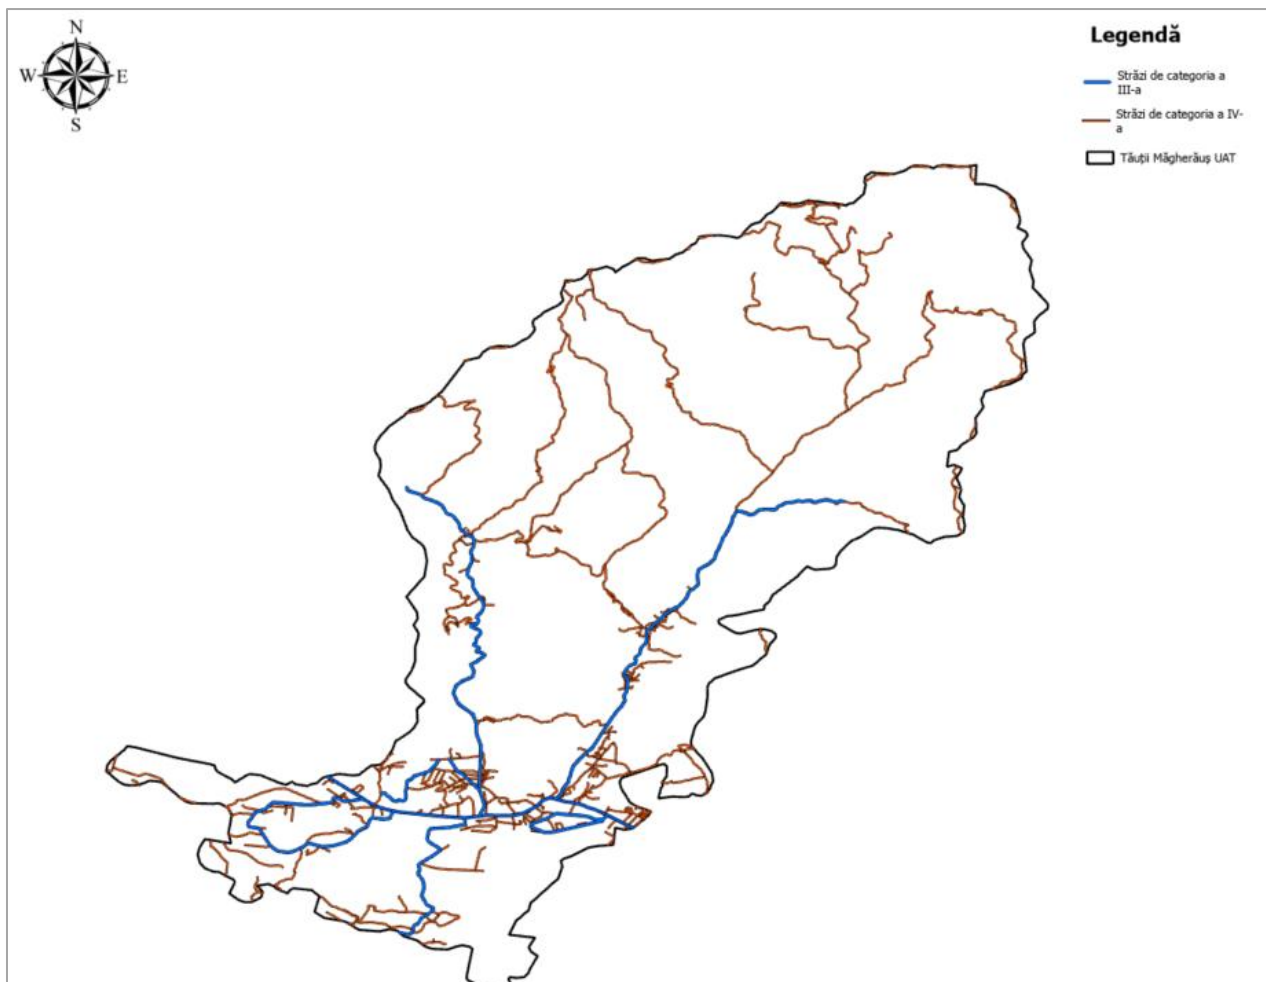 N
W
E
S
Legendă
Străzi de categoria a
III-a
Străzi de categoria a IV-
a
Tăuții Măgherăuș UAT